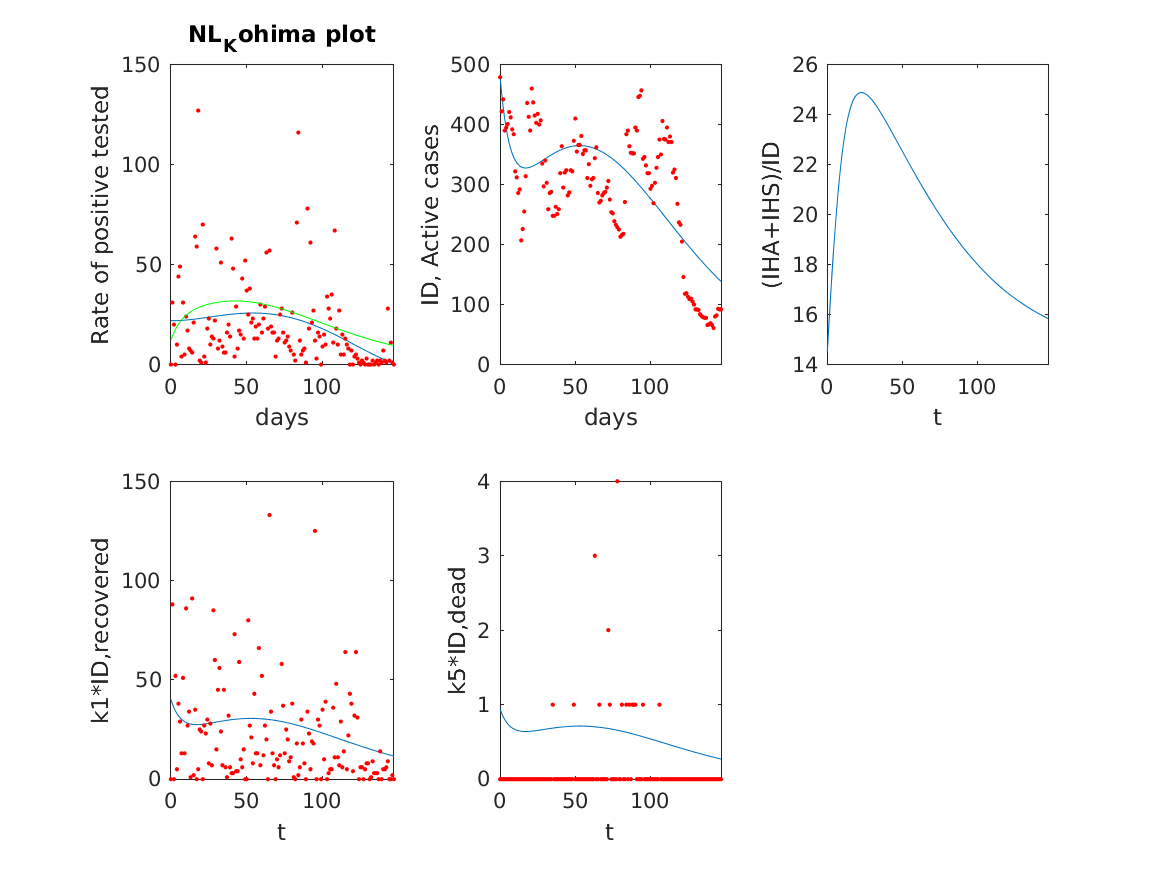 NL_Kohima plot
150
100
50
0
0 50 100
days
Rate of positive tested
500
400
300
200
100
0
0 50 100
days
ID, Active cases
26
24
22
20
18
16
14
0 50 100
t
(IHA+IHS)/ID
150
100
50
0
0 50 100
t
k1*ID,recovered
4
3
2
1
0
0 50 100
t
k5*ID,dead